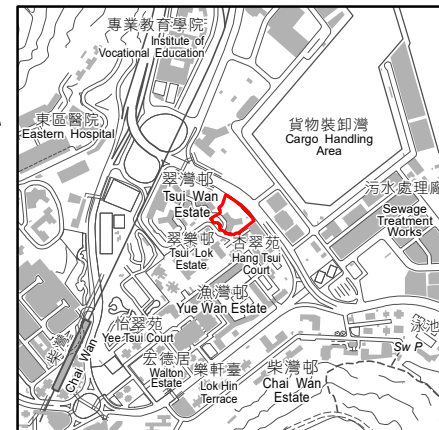 專業教育學院
Institute of
Vocational Education
東區醫院
Eastern Hospital
貨物裝卸灣
Cargo Handling
Area
翠灣邨
Tsui Wan
Estate
污水處理廠
Sewage
Treatment
Works
翠樂邨
Tsui Lok
Estate
杏翠苑
Hang Tsui
Court
漁灣邨
Yue Wan Estate
怡翠苑
Yee Tsui Court
泳池
Sw P
柴灣
Chai Wan
宏德居
Walton
Estate
樂軒臺
Lok Hin
Terrace
柴灣邨
Chai Wan
Estate